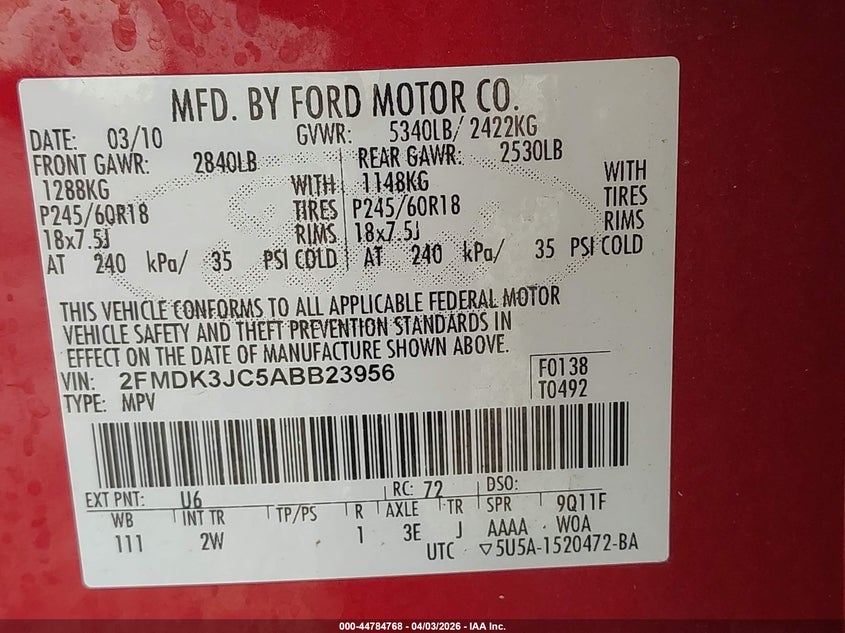 MFD. BY FORD MOTOR CO.
DATE: 03/10 GVWR: 5340LB/ 2422KG
FRONT GAWR: 2840LB REAR GAWR: 2530LB
1288KG WITH 1148KG WITH
P245/60R18 TIRES P245/60R18 TIRES
18x7.5J RIMS 18x7.5J RIMS
AT 240 kPa/ 35 PSI COLD AT 240 kPa/ 35 PSI COLD
THIS VEHICLE CONFORMS TO ALL APPLICABLE FEDERAL MOTOR
VEHICLE SAFETY AND THEFT PREVENTION STANDARDS IN
EFFECT ON THE DATE OF MANUFACTURE SHOWN ABOVE.
VIN: 2FMDK3JC5ABB23956 F0138
TYPE: MPV T0492
EXT PNT: U6 RC: 72 DSO:
WB INT TR TP/PS R AXLE TR SPR 9Q11F
111 2W 1 3E J AAAA WOA
UTC ▽5U5A-1520472-BA
000-44784768 - 04/03/2026 - IAA Inc.